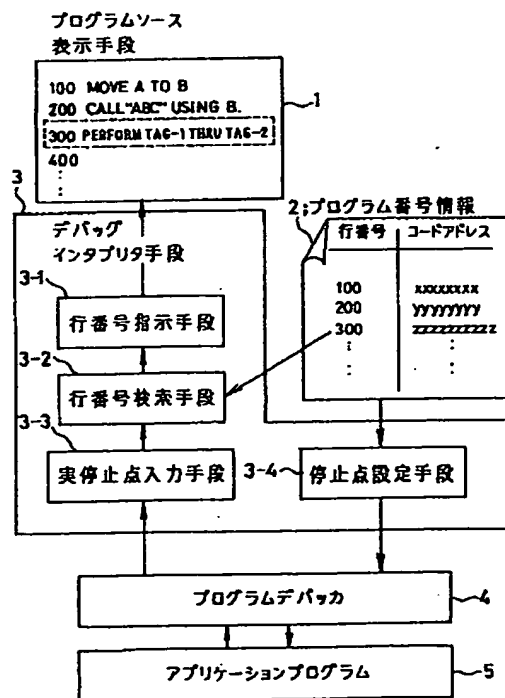 プログラムソース
表示手段
100 MOVE A TO B
200 CALL"ABC" USING B.
300 PERFORM TAG-1 THRU TAG-2
400
:
:
1
3
デバッグ
インタプリタ手段
2;プログラム番号情報
行番号 コードアドレス
100 xxxxxxxx
200 yyyyyyyy
300 zzzzzzzzzz
: :
: :
3-1
行番号指示手段
3-2
行番号検索手段
3-3
実停止点入力手段
3-4
停止点設定手段
プログラムデバッカ
4
アプリケーションプログラム
5